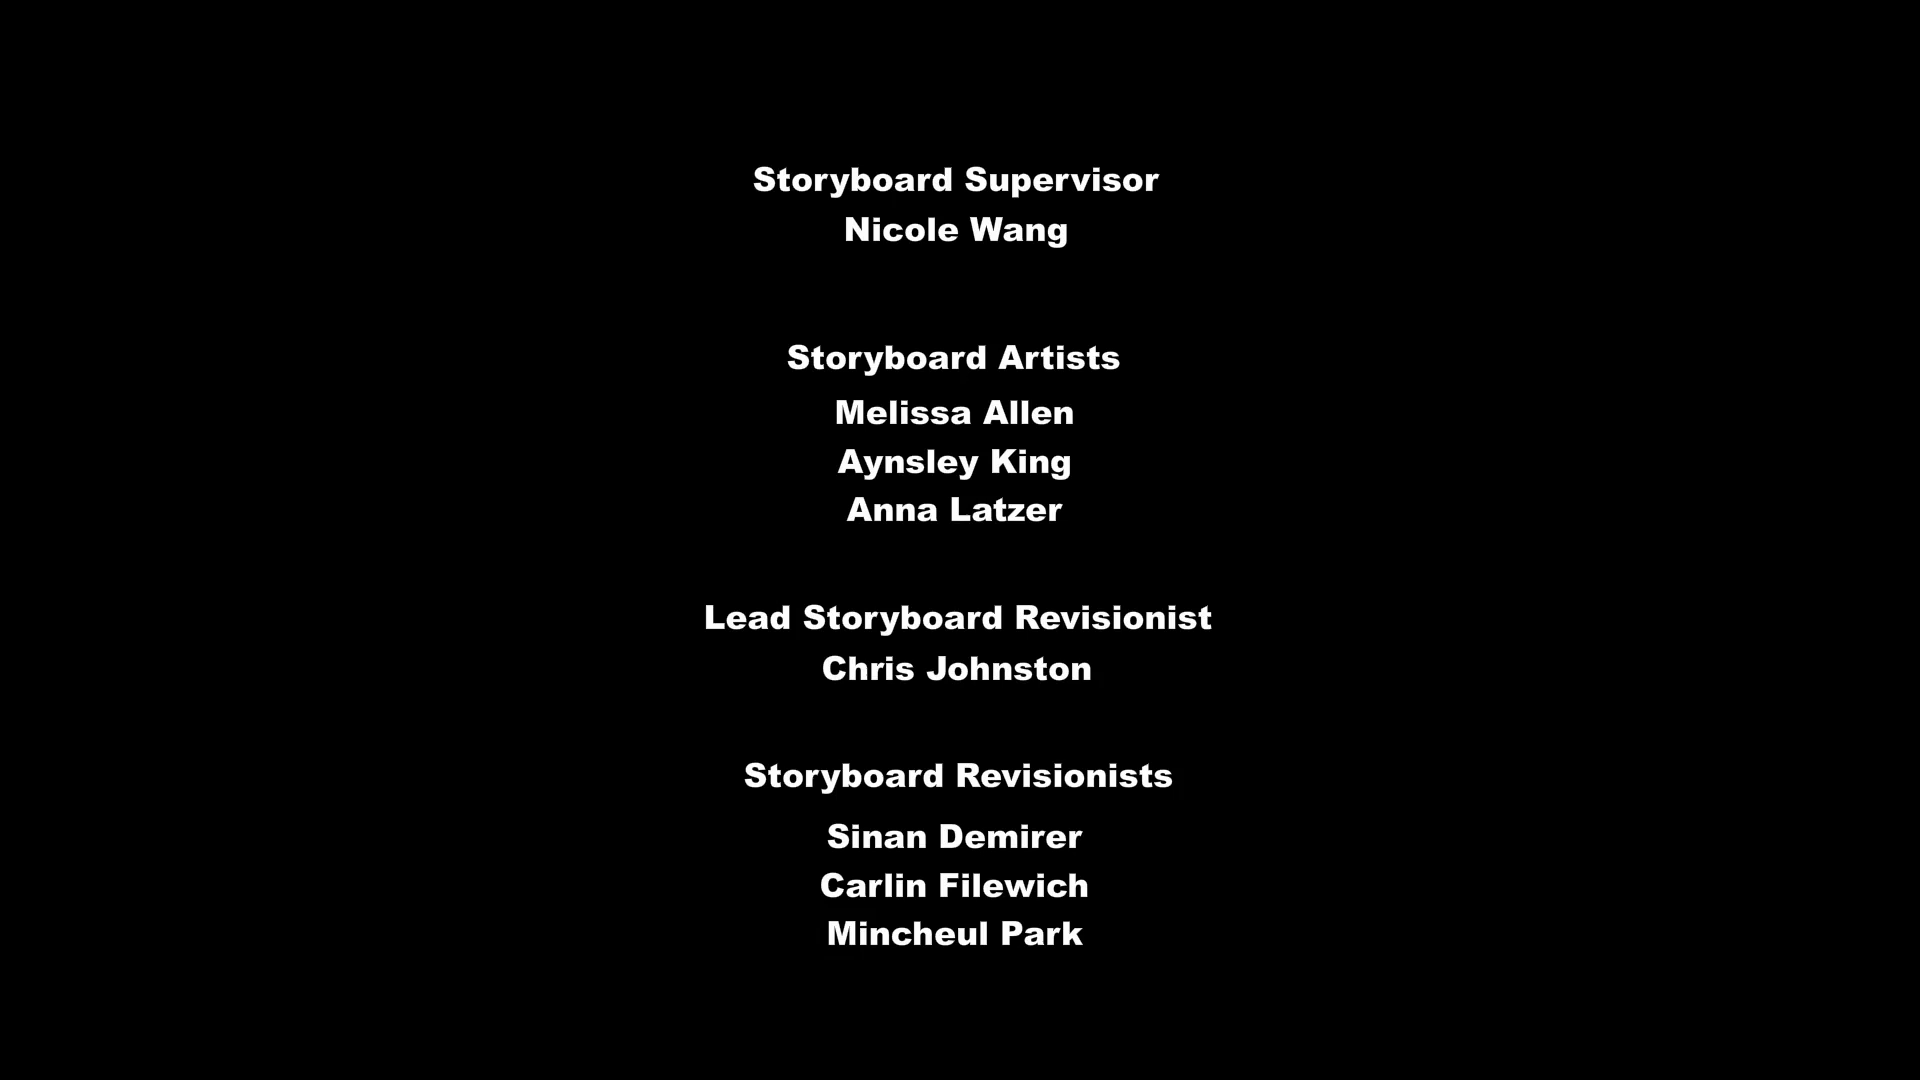 Storyboard Supervisor
Nicole Wang
Storyboard Artists
Melissa Allen
Aynsley King
Anna Latzer
Lead Storyboard Revisionist
Chris Johnston
Storyboard Revisionists
Sinan Demirer
Carlin Filewich
Mincheul Park